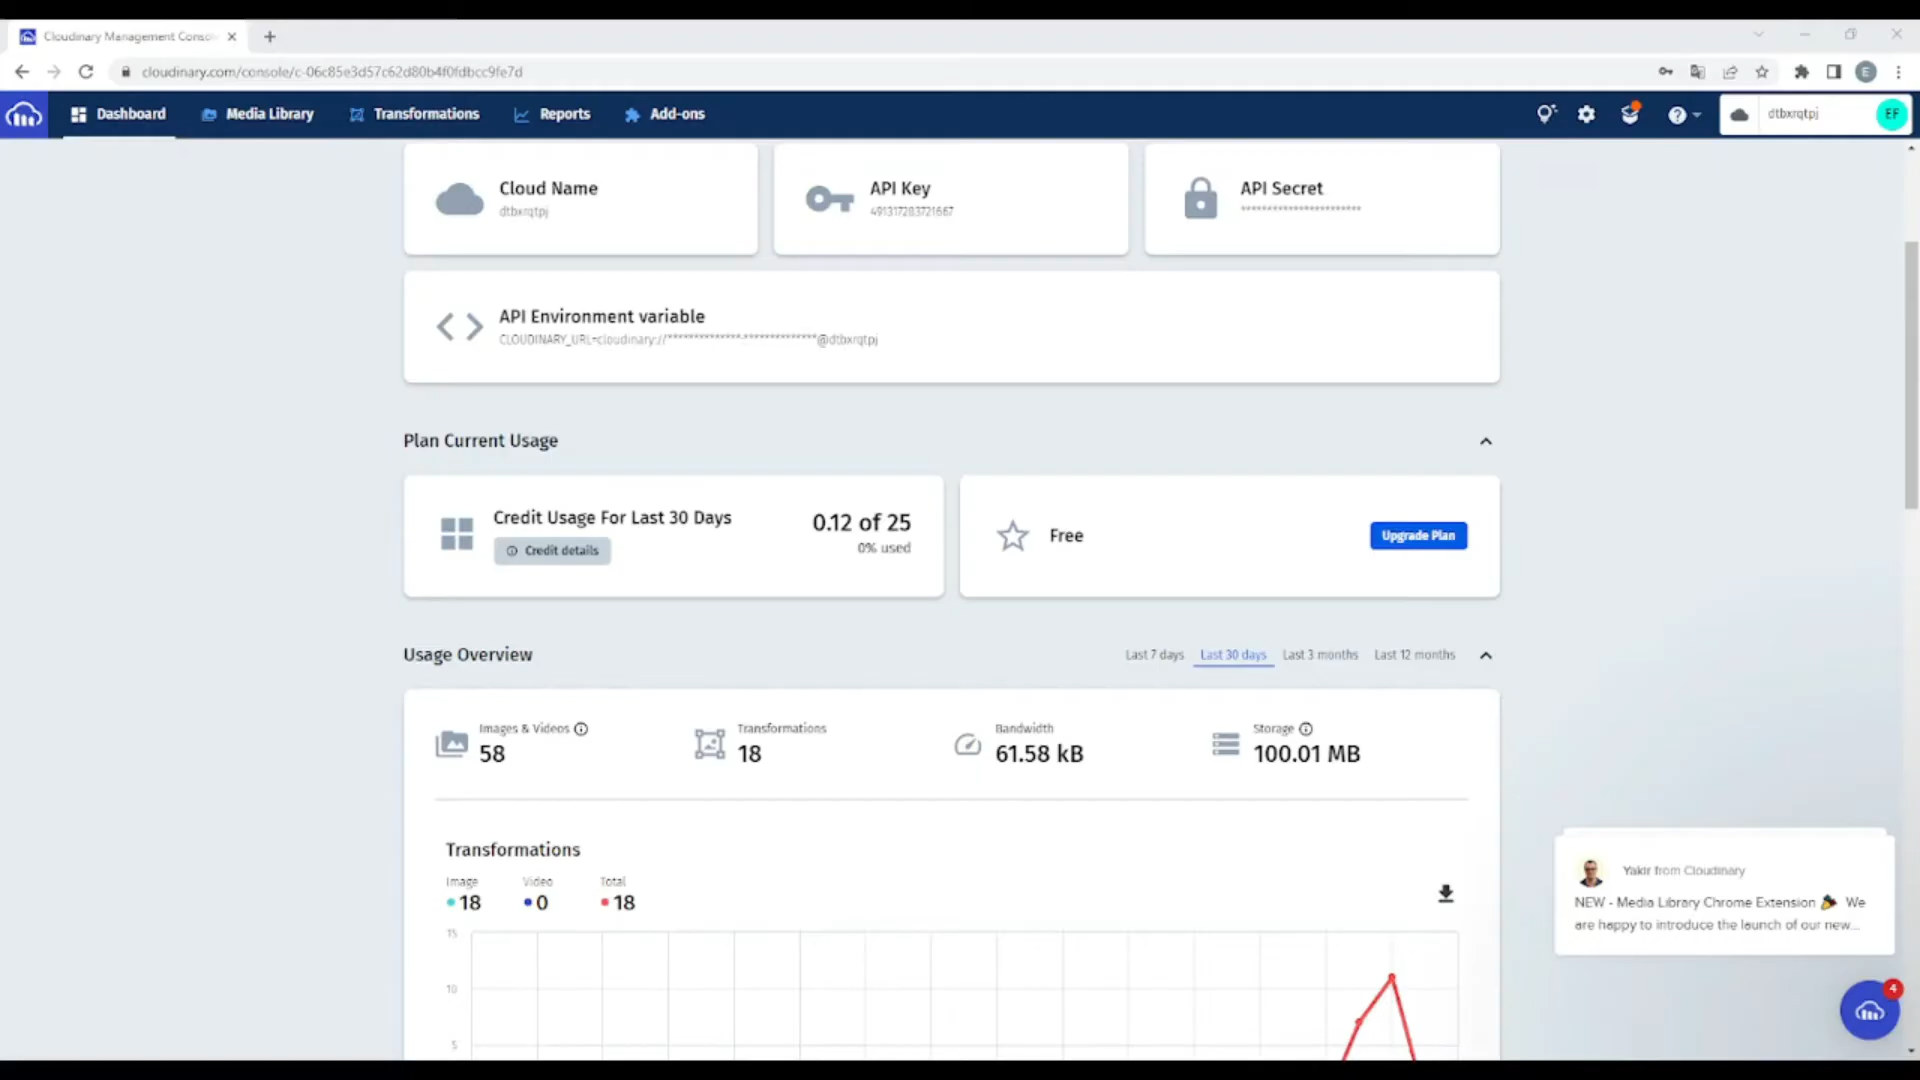 Cloudinary Management Conso
cloudinary.com/console/c-06c85e3d57c62d80b4f0fdbcc9fe7d
E
Dashboard
Media Library
Transformations
Reports
Add-ons
dtbxrqtpj
EF
Cloud Name
dtbxrqtpj
API Key
491317283721667
API Secret
************************
API Environment variable
CLOUDINARY_URL=cloudinary://***************:***************@dtbxrqtpj
Plan Current Usage
Credit Usage For Last 30 Days
Credit details
0.12 of 25
0% used
Free
Upgrade Plan
Usage Overview
Last 7 days
Last 30 days
Last 3 months
Last 12 months
Images & Videos
58
Transformations
18
Bandwidth
61.58 kB
Storage
100.01 MB
Transformations
Image
18
Video
0
Total
18
15
10
5
Yakir from Cloudinary
NEW - Media Library Chrome Extension 🎉 We
are happy to introduce the launch of our new...
4